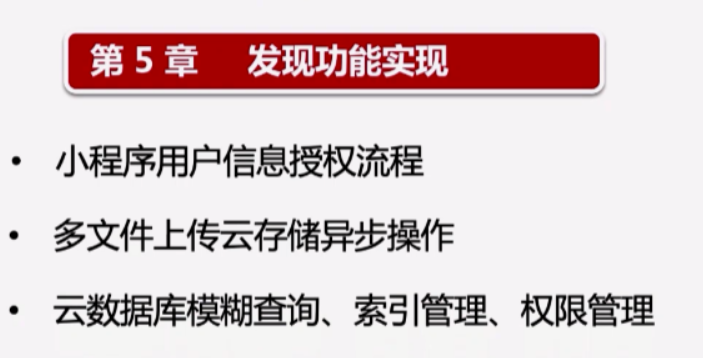 第 5 章 发现功能实现
• 小程序用户信息授权流程
• 多文件上传云存储异步操作
• 云数据库模糊查询、索引管理、权限管理